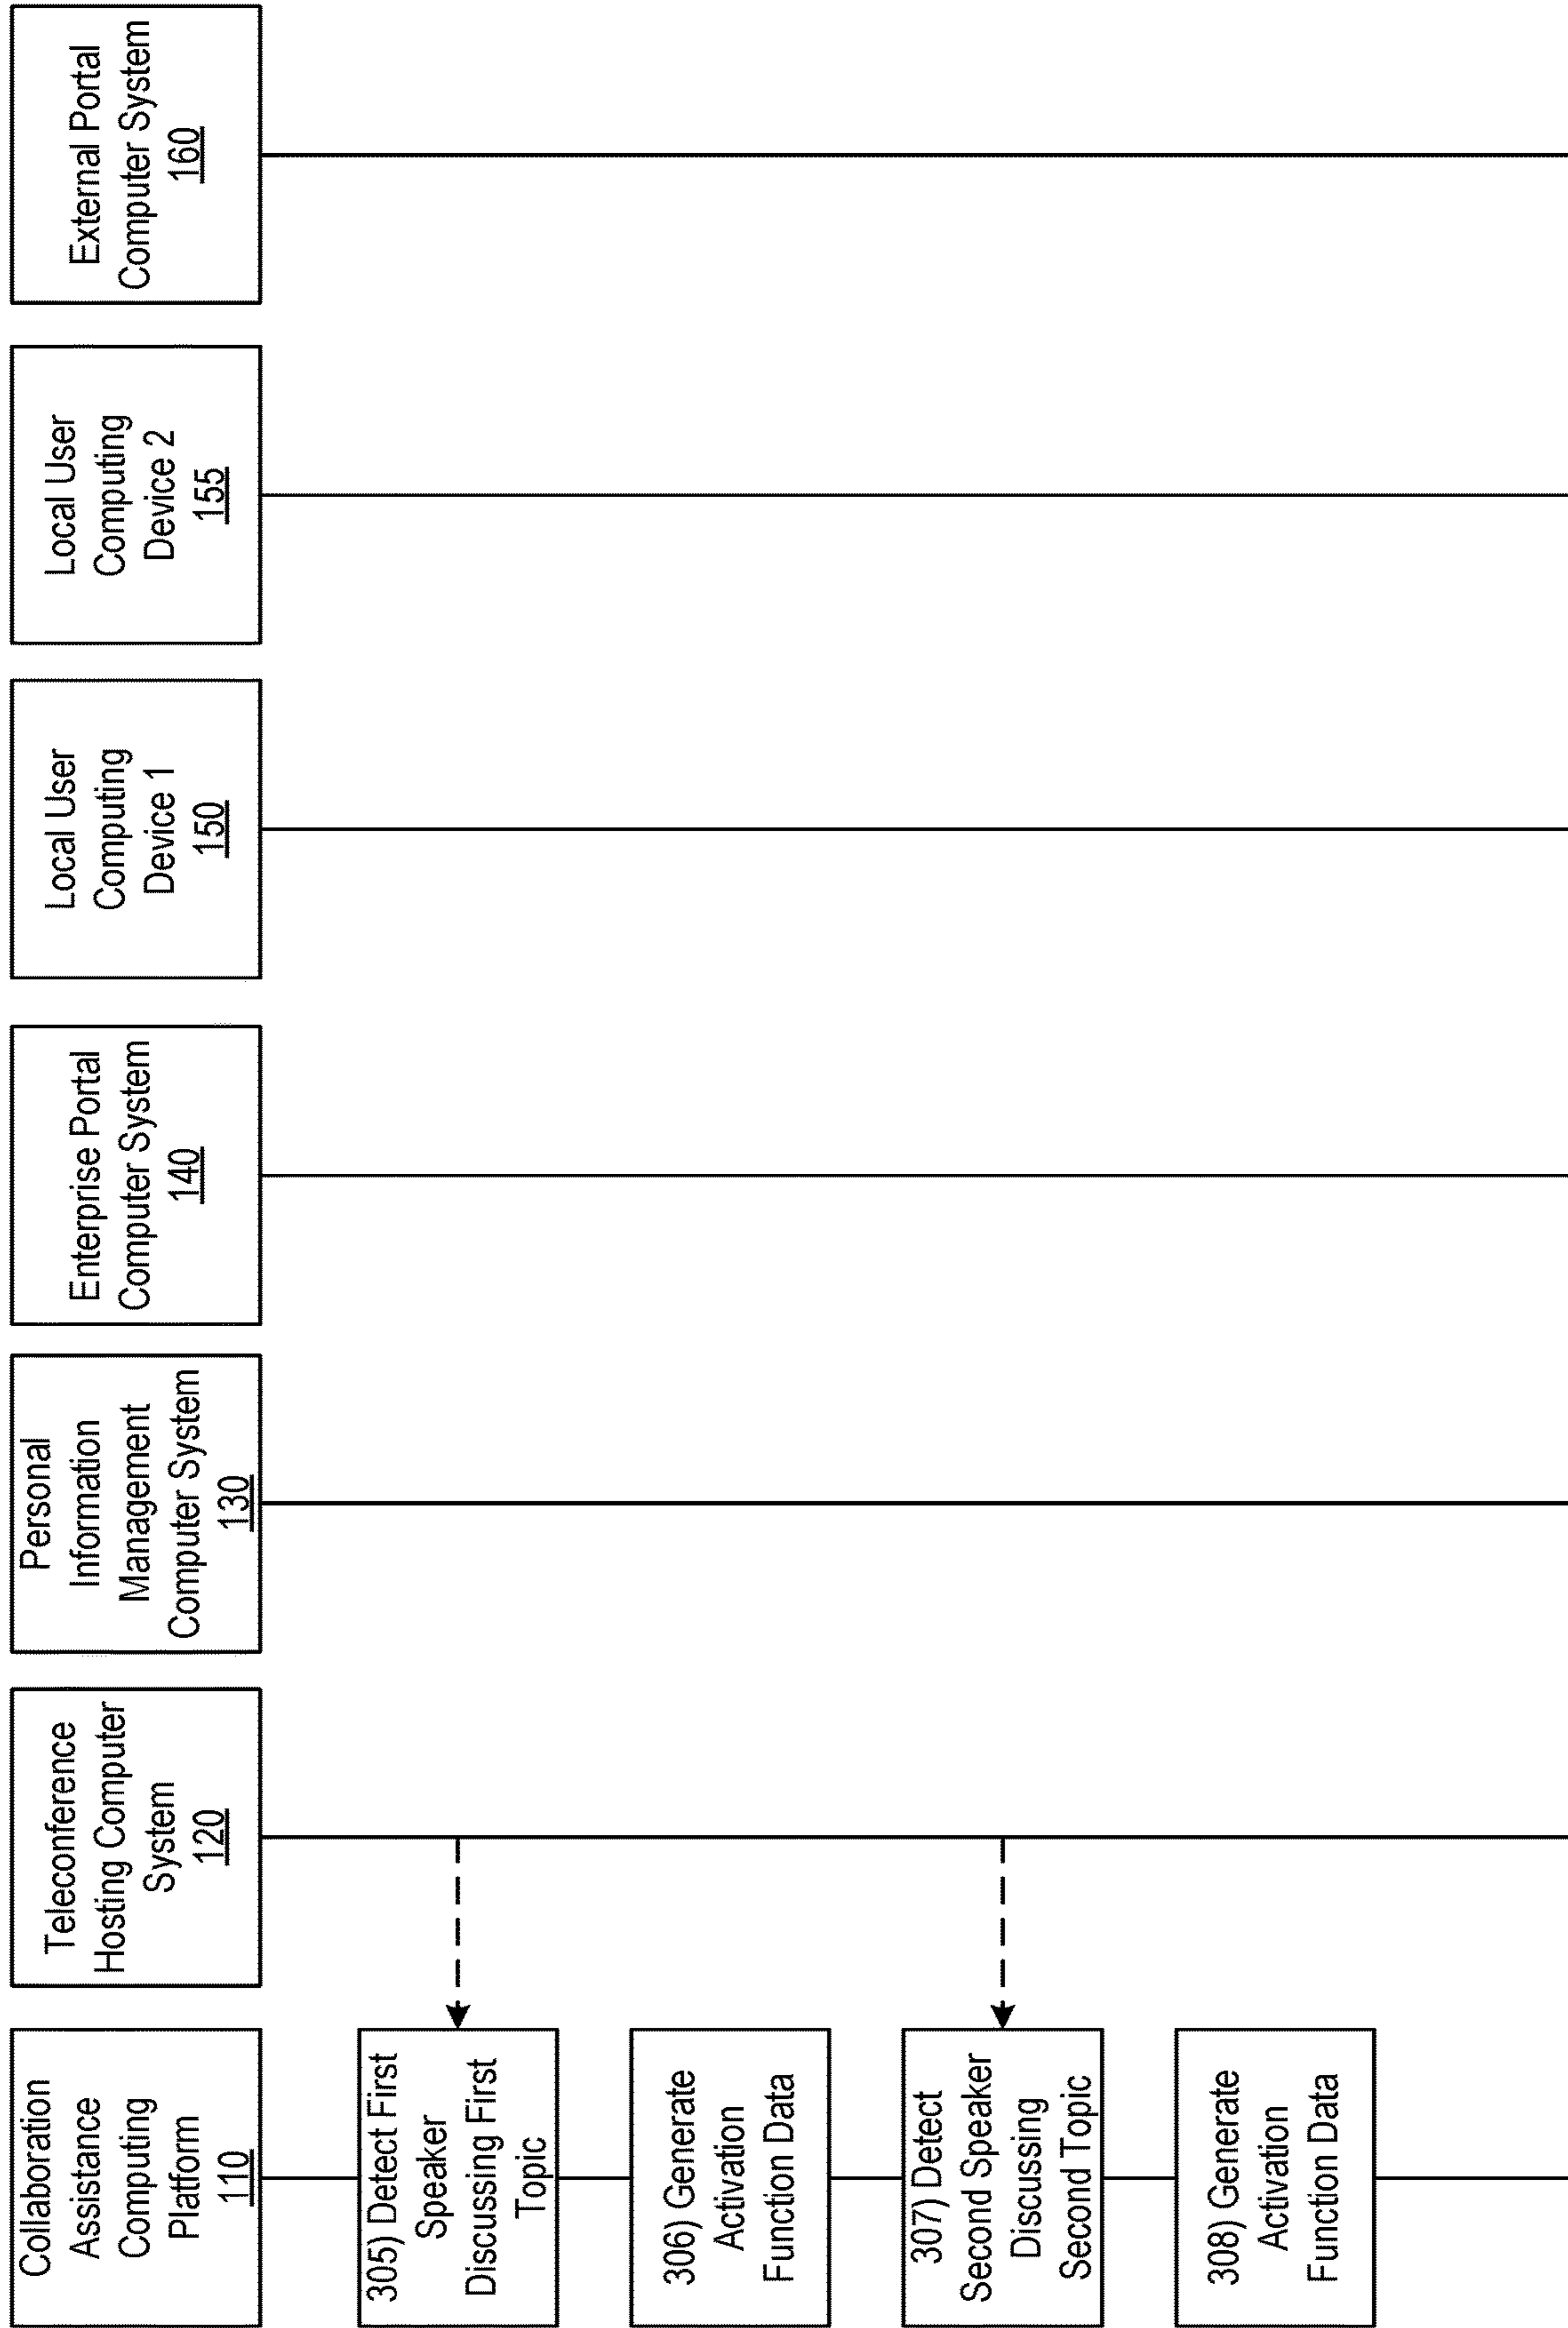 Collaboration
Assistance
Computing
Platform
110
Teleconference
Hosting Computer
System
120
Personal
Information
Management
Computer System
130
Enterprise Portal
Computer System
140
Local User
Computing
Device 1
150
Local User
Computing
Device 2
155
External Portal
Computer System
160
305) Detect First
Speaker
Discussing First
Topic
306) Generate
Activation
Function Data
307) Detect
Second Speaker
Discussing
Second Topic
308) Generate
Activation
Function Data